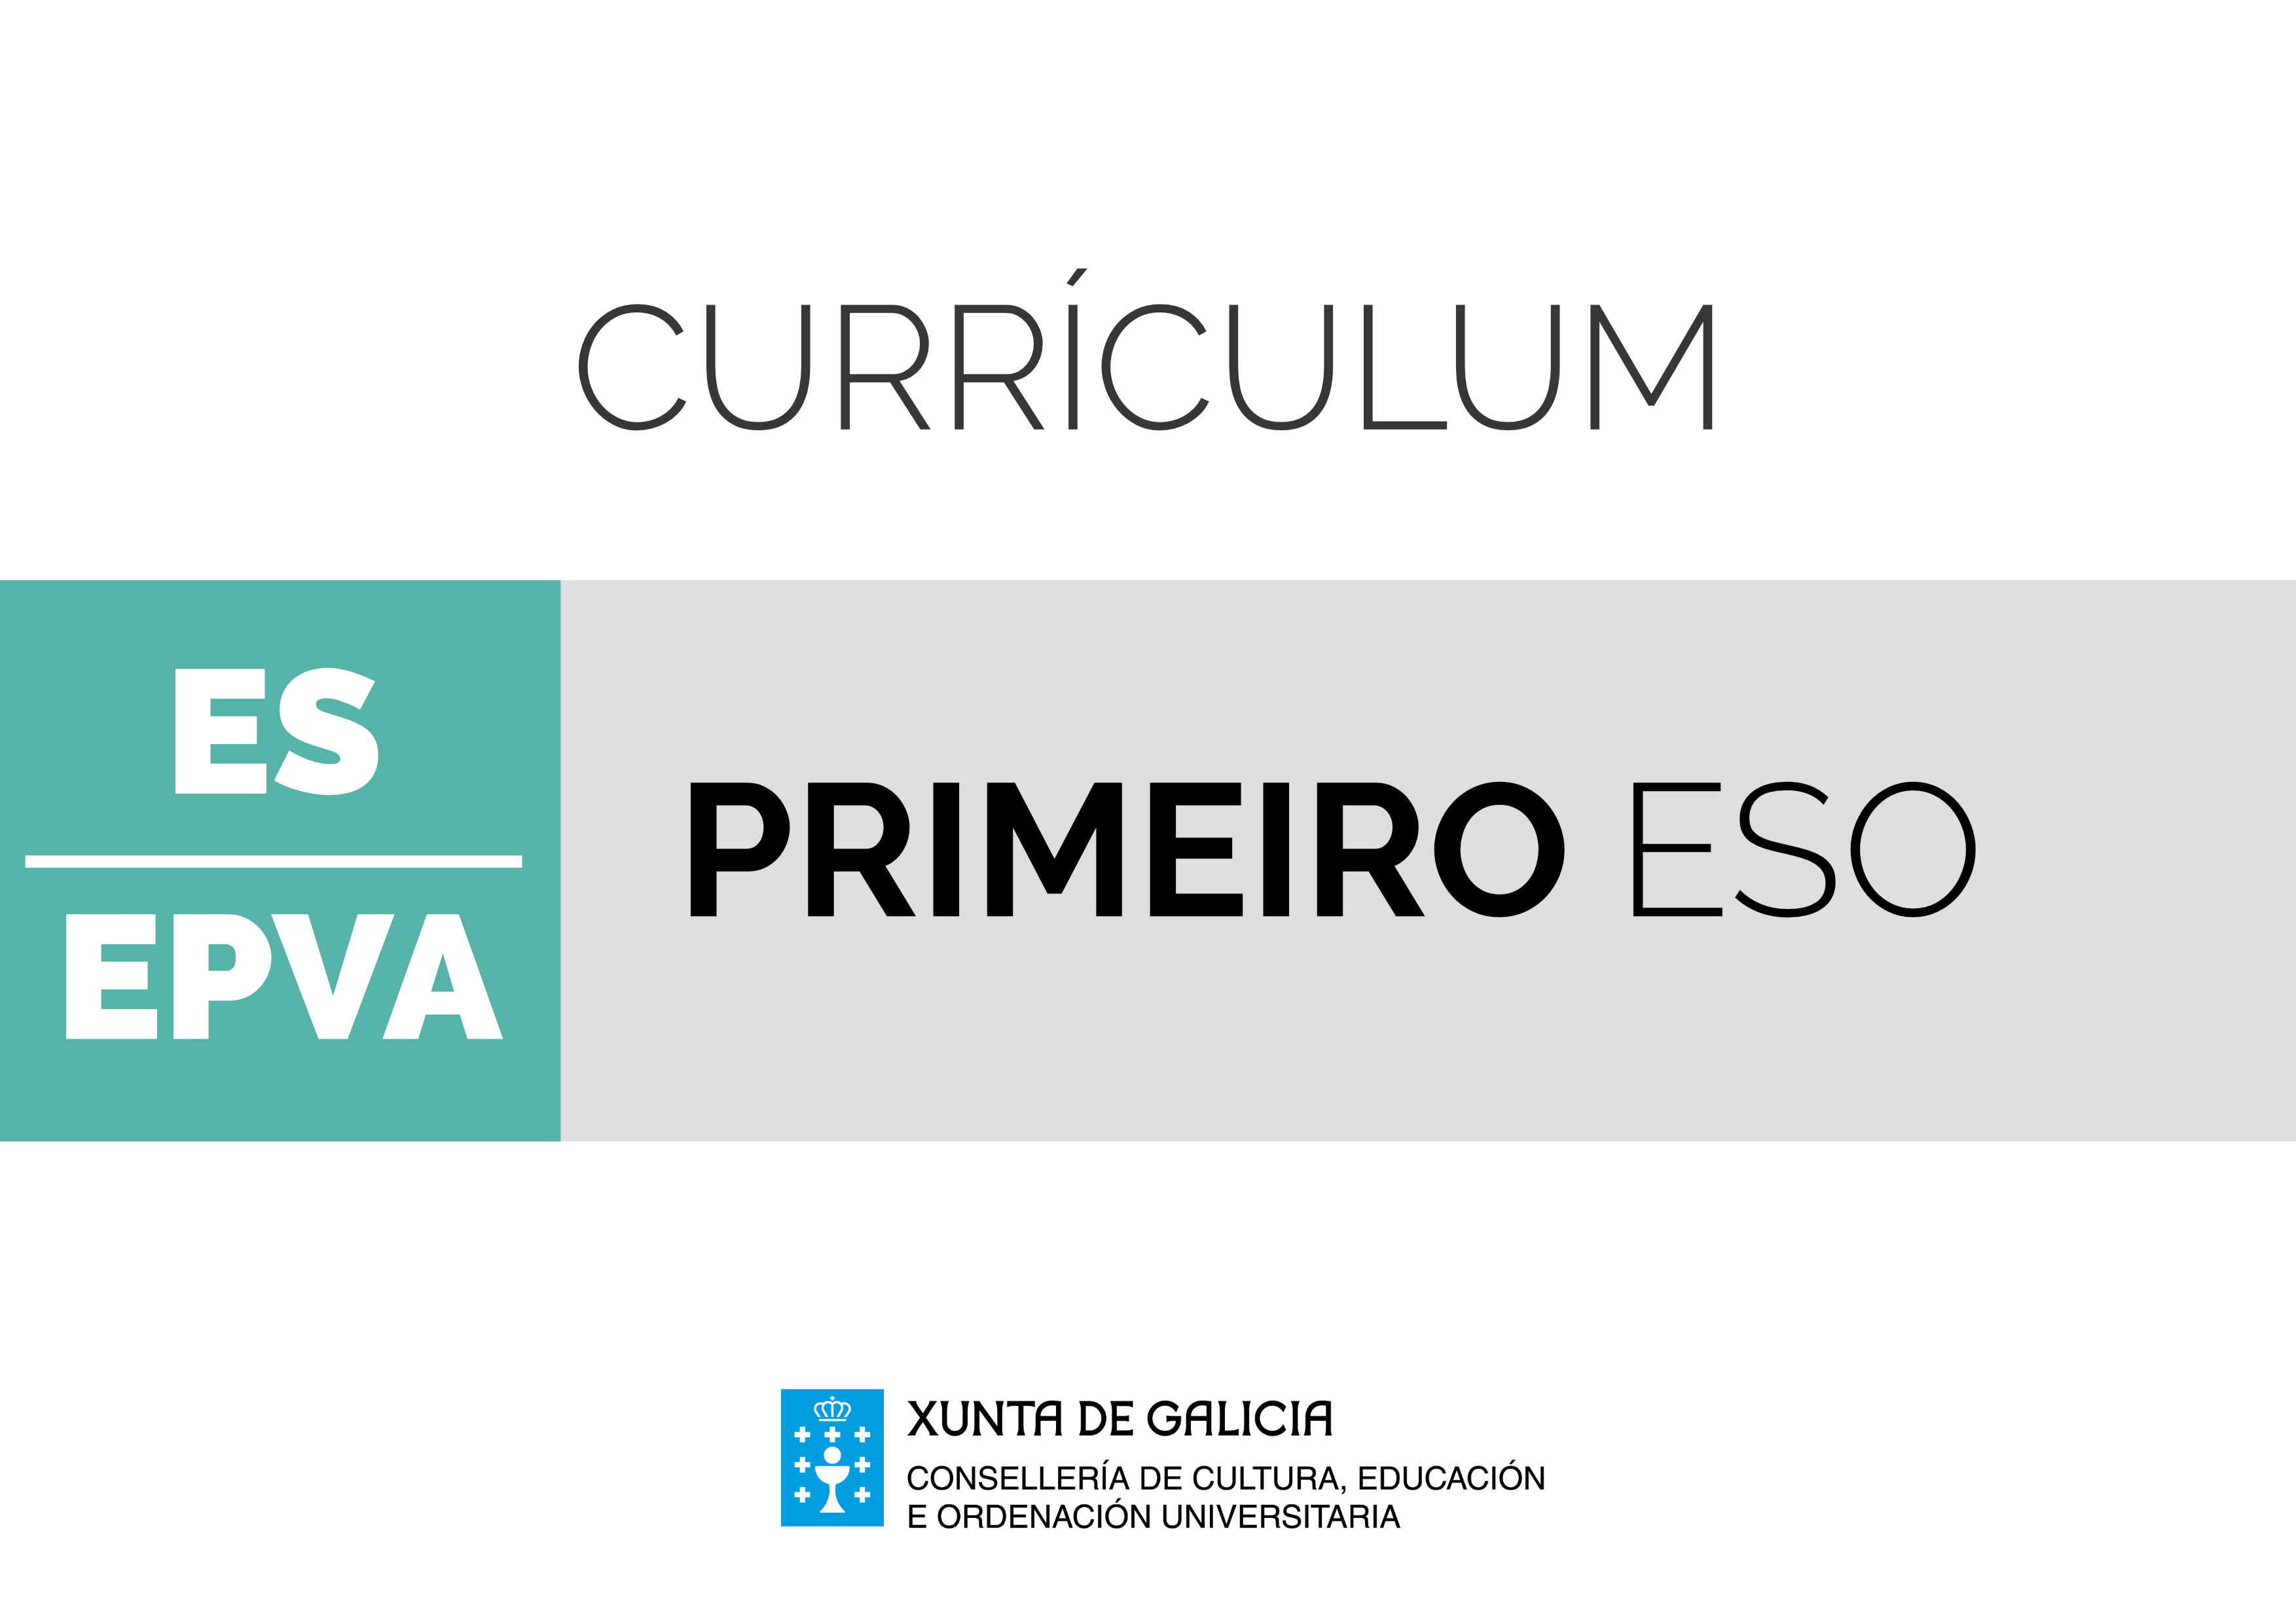 CURRÍCULUM
ES
EPVA
PRIMEIRO ESO
XUNTA DE GALICIA
CONSELLERÍA DE CULTURA, EDUCACIÓN
E ORDENACIÓN UNIVERSITARIA